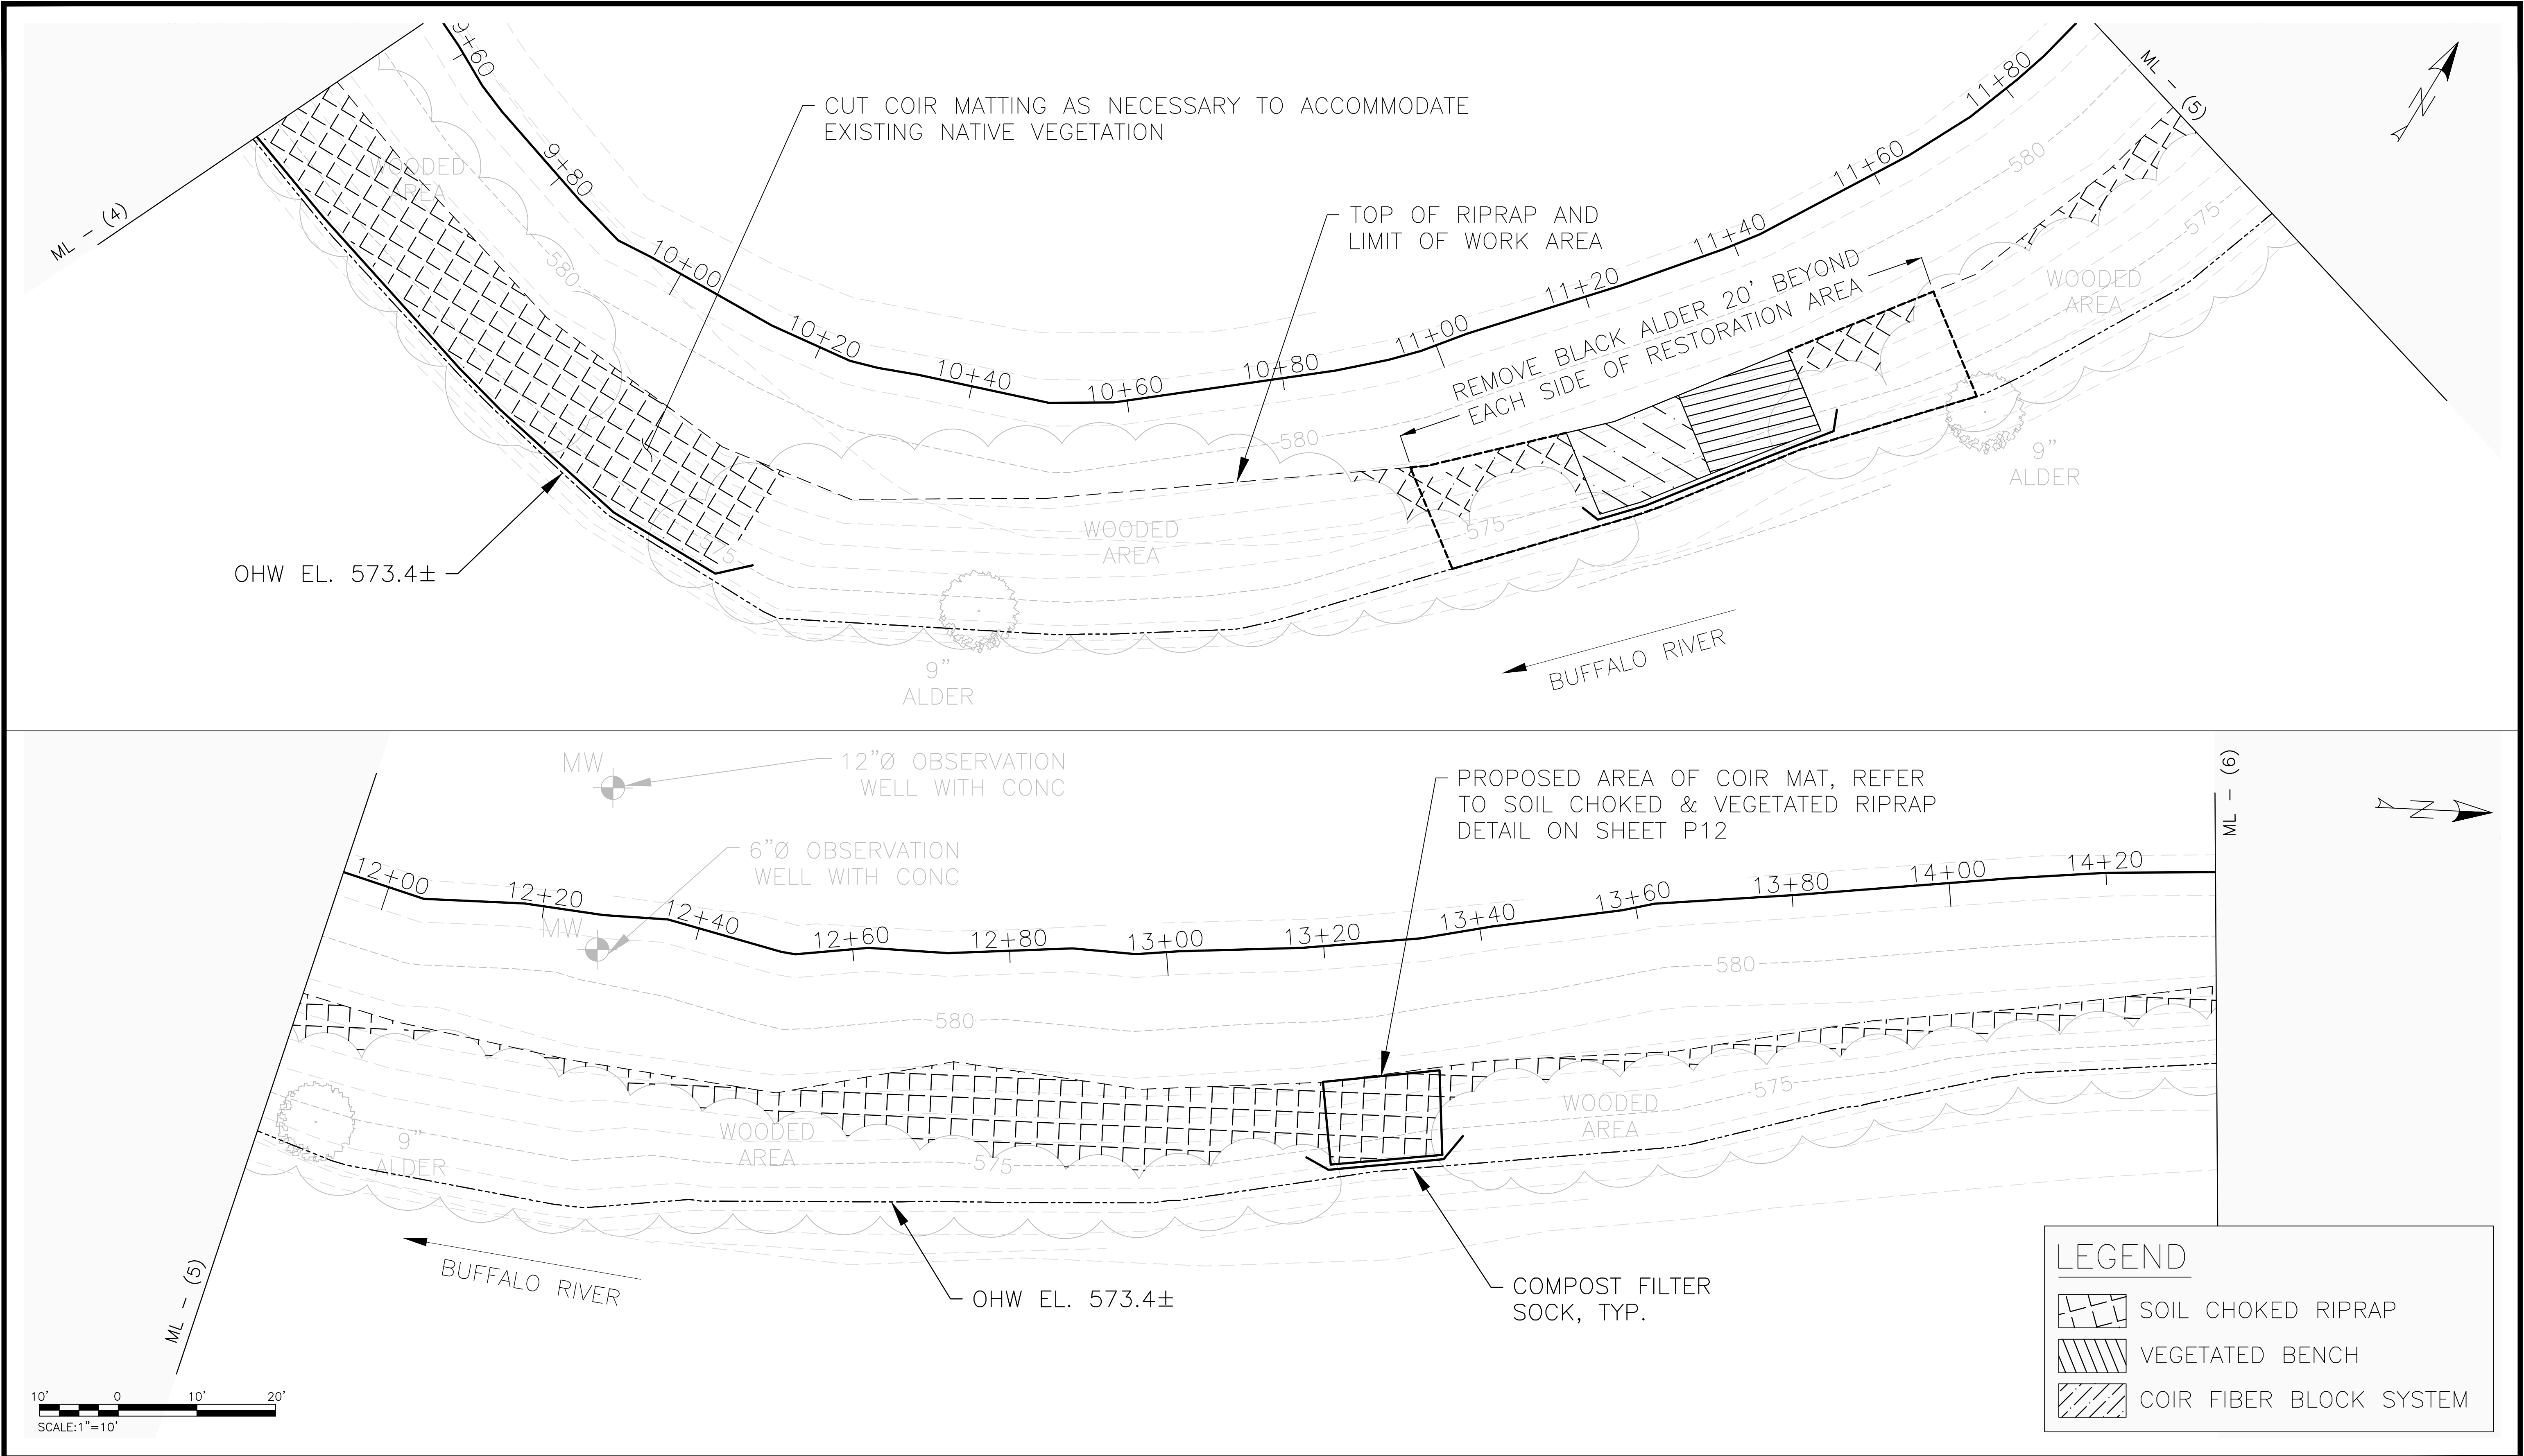 9+60
9+80
10+00
10+20
10+40
10+60
10+80
11+00
11+20
11+40
11+60
11+80
ML - (4)
ML - (5)
N
CUT COIR MATTING AS NECESSARY TO ACCOMMODATE
EXISTING NATIVE VEGETATION
WOODED
AREA
580
TOP OF RIPRAP AND
LIMIT OF WORK AREA
REMOVE BLACK ALDER 20' BEYOND
EACH SIDE OF RESTORATION AREA
580
575
WOODED
AREA
580
575
WOODED
AREA
575
OHW EL. 573.4±
9"
ALDER
9"
ALDER
BUFFALO RIVER
MW
12"Ø OBSERVATION
WELL WITH CONC
6"Ø OBSERVATION
WELL WITH CONC
MW
PROPOSED AREA OF COIR MAT, REFER
TO SOIL CHOKED & VEGETATED RIPRAP
DETAIL ON SHEET P12
ML - (6)
N
12+00
12+20
12+40
12+60
12+80
13+00
13+20
13+40
13+60
13+80
14+00
14+20
580
580
WOODED
AREA
575
WOODED
AREA
575
9"
ALDER
BUFFALO RIVER
ML - (5)
OHW EL. 573.4±
COMPOST FILTER
SOCK, TYP.
LEGEND
SOIL CHOKED RIPRAP
VEGETATED BENCH
COIR FIBER BLOCK SYSTEM
10' 0 10' 20'
SCALE:1"=10'